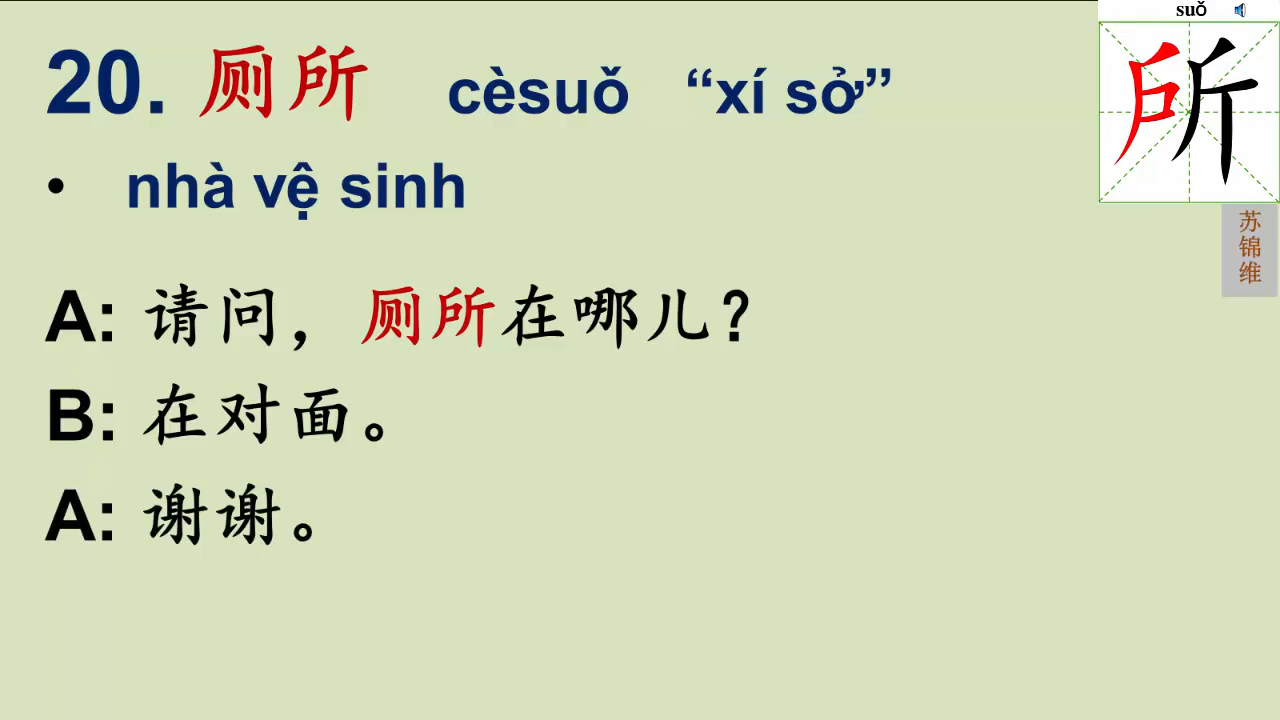 20. 厕所 cèsuǒ “xí sở”
• nhà vệ sinh
A: 请问，厕所在哪儿？
B: 在对面。
A: 谢谢。
suǒ
所
苏锦维